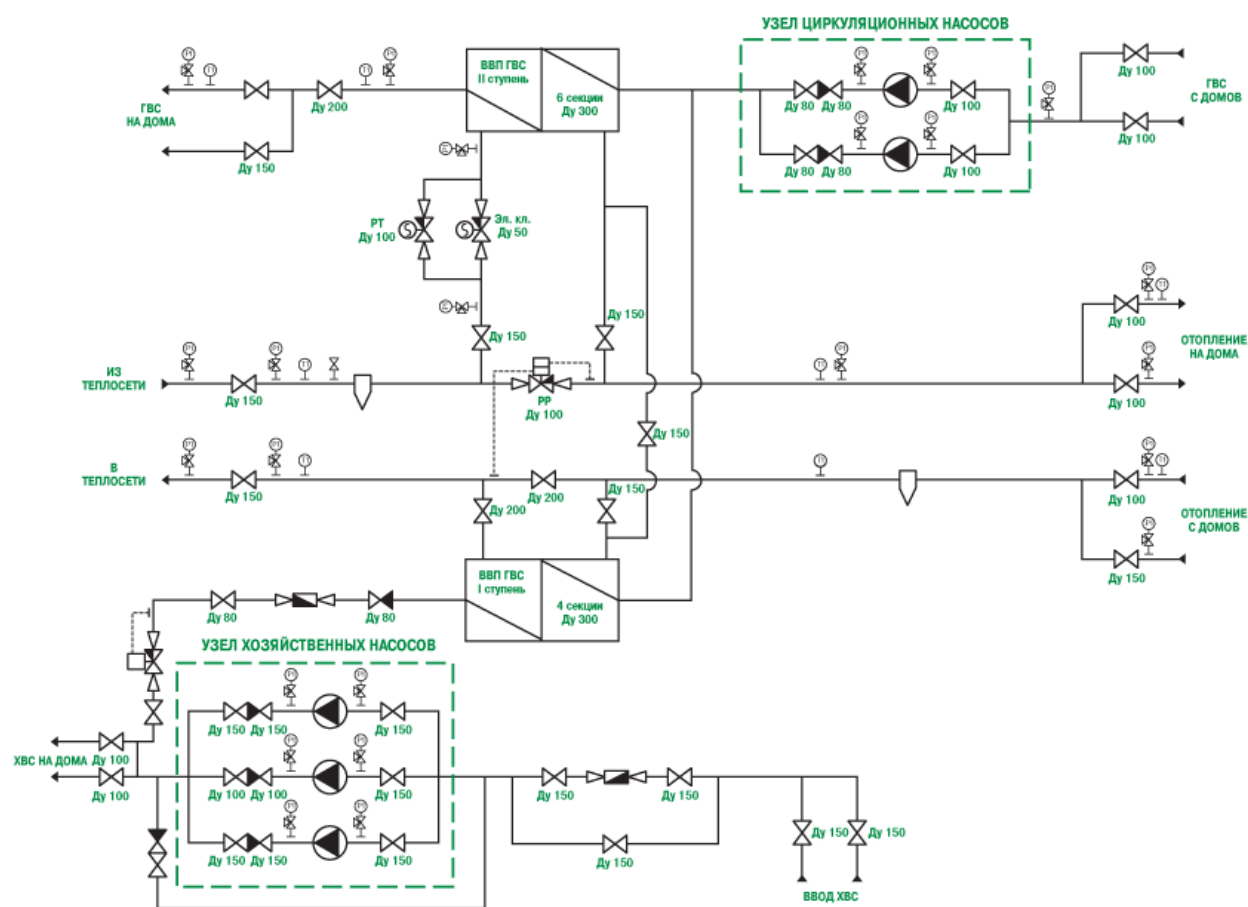 УЗЕЛ ЦИРКУЛЯЦИОННЫХ НАСОСОВ
ВВП ГВС
II ступень
6 секции
Ду 300
ГВС
НА ДОМА
Ду 200
Ду 150
Ду 80
Ду 80
Ду 100
Ду 80
Ду 80
Ду 100
Ду 100
Ду 100
ГВС
С ДОМОВ
РТ
Ду 100
Эл. кл.
Ду 50
Ду 150
Ду 150
ИЗ
ТЕПЛОСЕТИ
Ду 150
РР
Ду 100
Ду 100
Ду 100
ОТОПЛЕНИЕ
НА ДОМА
Ду 150
В
ТЕПЛОСЕТИ
Ду 150
Ду 200
Ду 200
Ду 150
Ду 100
Ду 150
ОТОПЛЕНИЕ
С ДОМОВ
ВВП ГВС
I ступень
4 секции
Ду 300
Ду 80
Ду 80
УЗЕЛ ХОЗЯЙСТВЕННЫХ НАСОСОВ
Ду 150
Ду 150
Ду 150
ХВС НА ДОМА
Ду 100
Ду 100
Ду 100
Ду 100
Ду 150
Ду 150
Ду 150
Ду 150
Ду 150
Ду 150
Ду 150
Ду 150
Ду 150
ВВОД ХВС